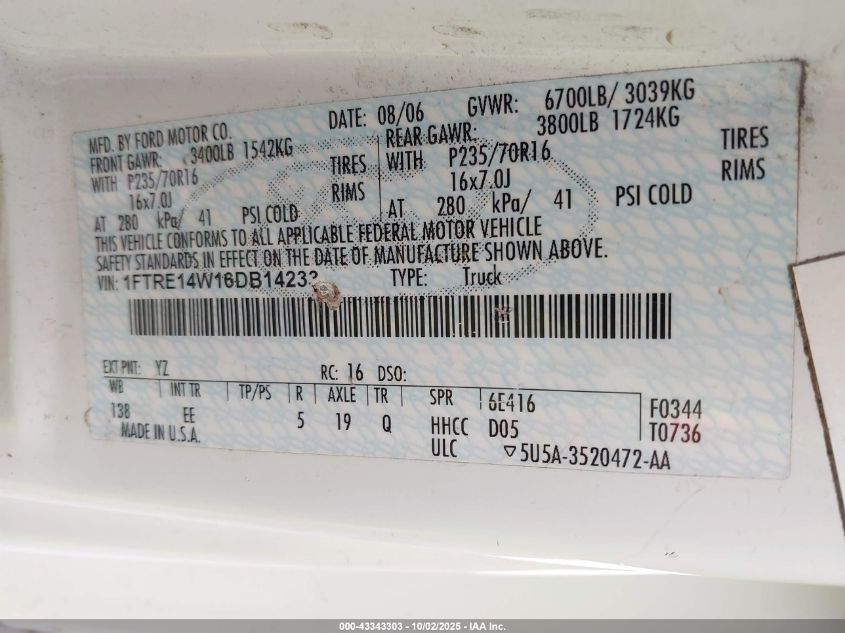 MFD. BY FORD MOTOR CO. DATE: 08/06 GVWR: 6700LB/ 3039KG
FRONT GAWR: 3400LB 1542KG REAR GAWR: 3800LB 1724KG
WITH P235/70R16 TIRES WITH P235/70R16 TIRES
16x7.0J RIMS 16x7.0J RIMS
AT 280 kPa/ 41 PSI COLD AT 280 kPa/ 41 PSI COLD
THIS VEHICLE CONFORMS TO ALL APPLICABLE FEDERAL MOTOR VEHICLE
SAFETY STANDARDS IN EFFECT ON THE DATE OF MANUFACTURE SHOWN ABOVE.
VIN: 1FTRE14W16DB14233 TYPE: Truck
EXT PNT: YZ RC: 16 DSO:
WB INT TR TP/PS R AXLE TR SPR 6E416 F0344
138 EE 5 19 Q HHCC D05 T0736
MADE IN U.S.A. ULC ▽5U5A-3520472-AA
000-43343303 - 10/02/2025 - IAA Inc.